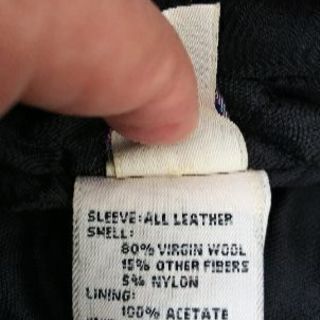 SLEEVE: ALL LEATHER
SHELL:
80% VIRGIN WOOL
15% OTHER FIBERS
5% NYLON
LINING:
100% ACETATE